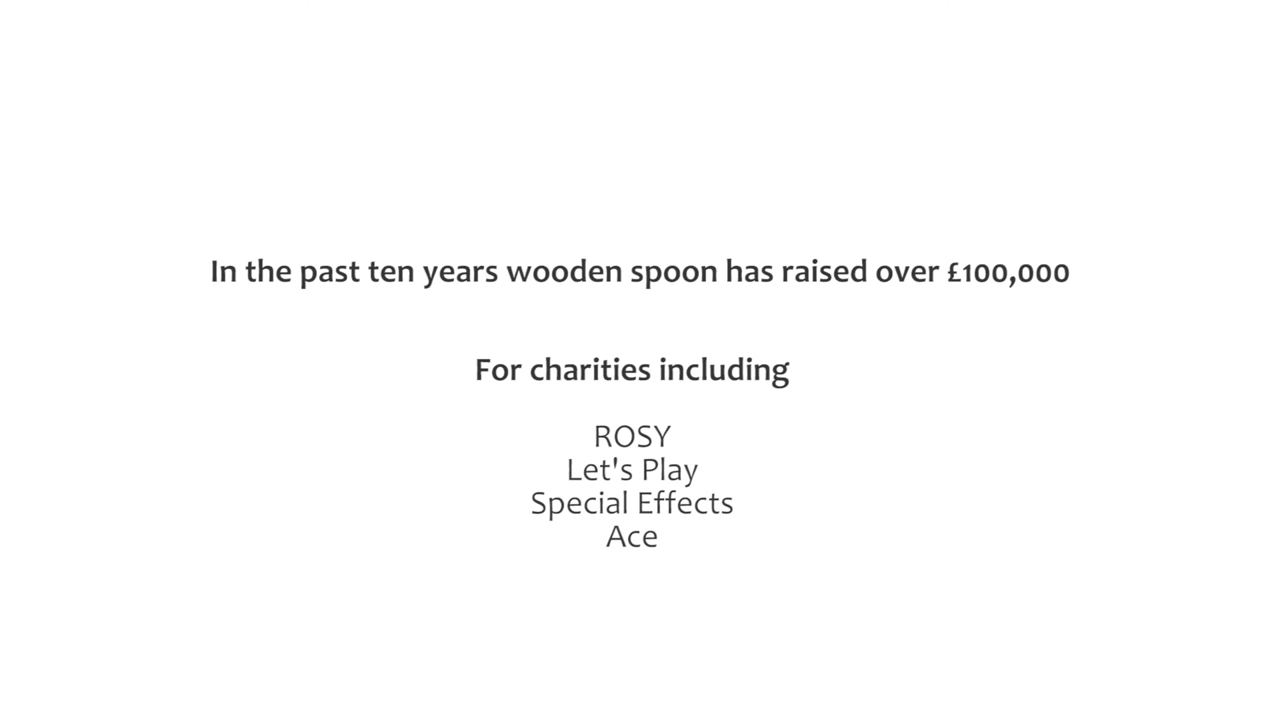 In the past ten years wooden spoon has raised over £100,000
For charities including
ROSY
Let's Play
Special Effects
Ace